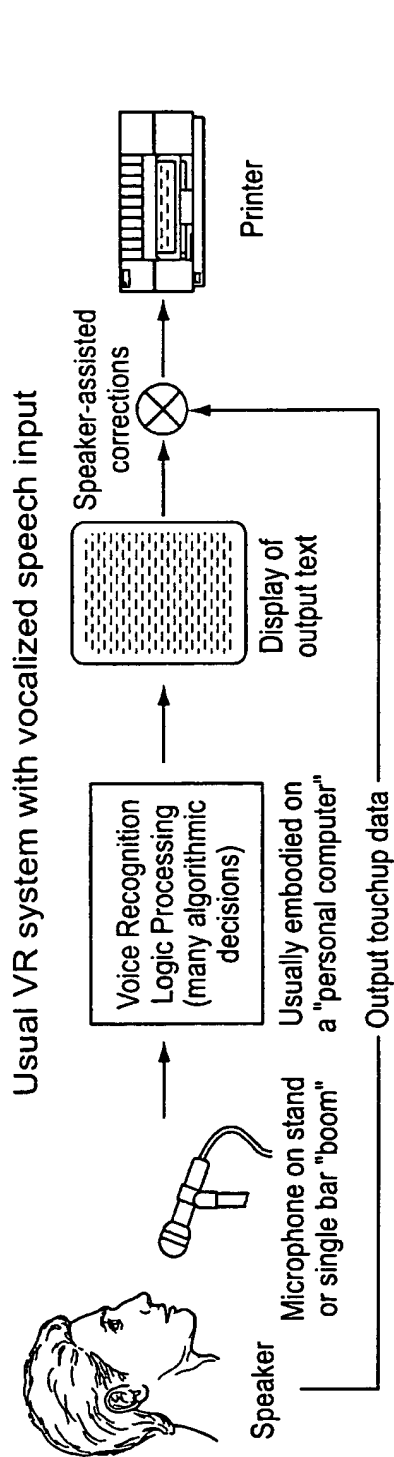 Usual VR system with vocalized speech input
Speaker
Microphone on stand
or single bar "boom"
Voice Recognition
Logic Processing
(many algorithmic
decisions)
Usually embodied on
a "personal computer"
Display of
output text
Speaker-assisted
corrections
Printer
Output touchup data